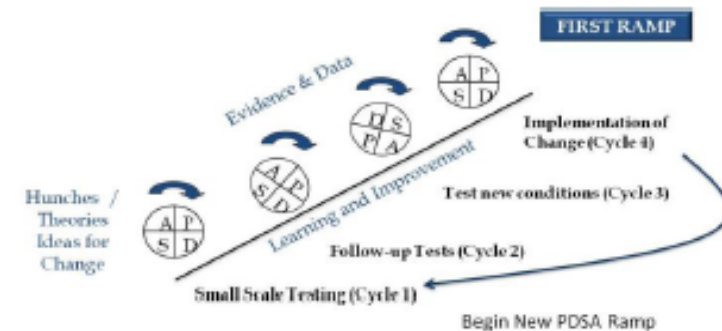 FIRST RAMP
Evidence & Data
A P
S D
D S
P A
A P
S D
A P
S D
Implementation of
Change (Cycle 4)
Learning and Improvement
Test new conditions (Cycle 3)
Hunches /
Theories
Ideas for
Change
Follow-up Tests (Cycle 2)
Small Scale Testing (Cycle 1)
Begin New PDSA Ramp